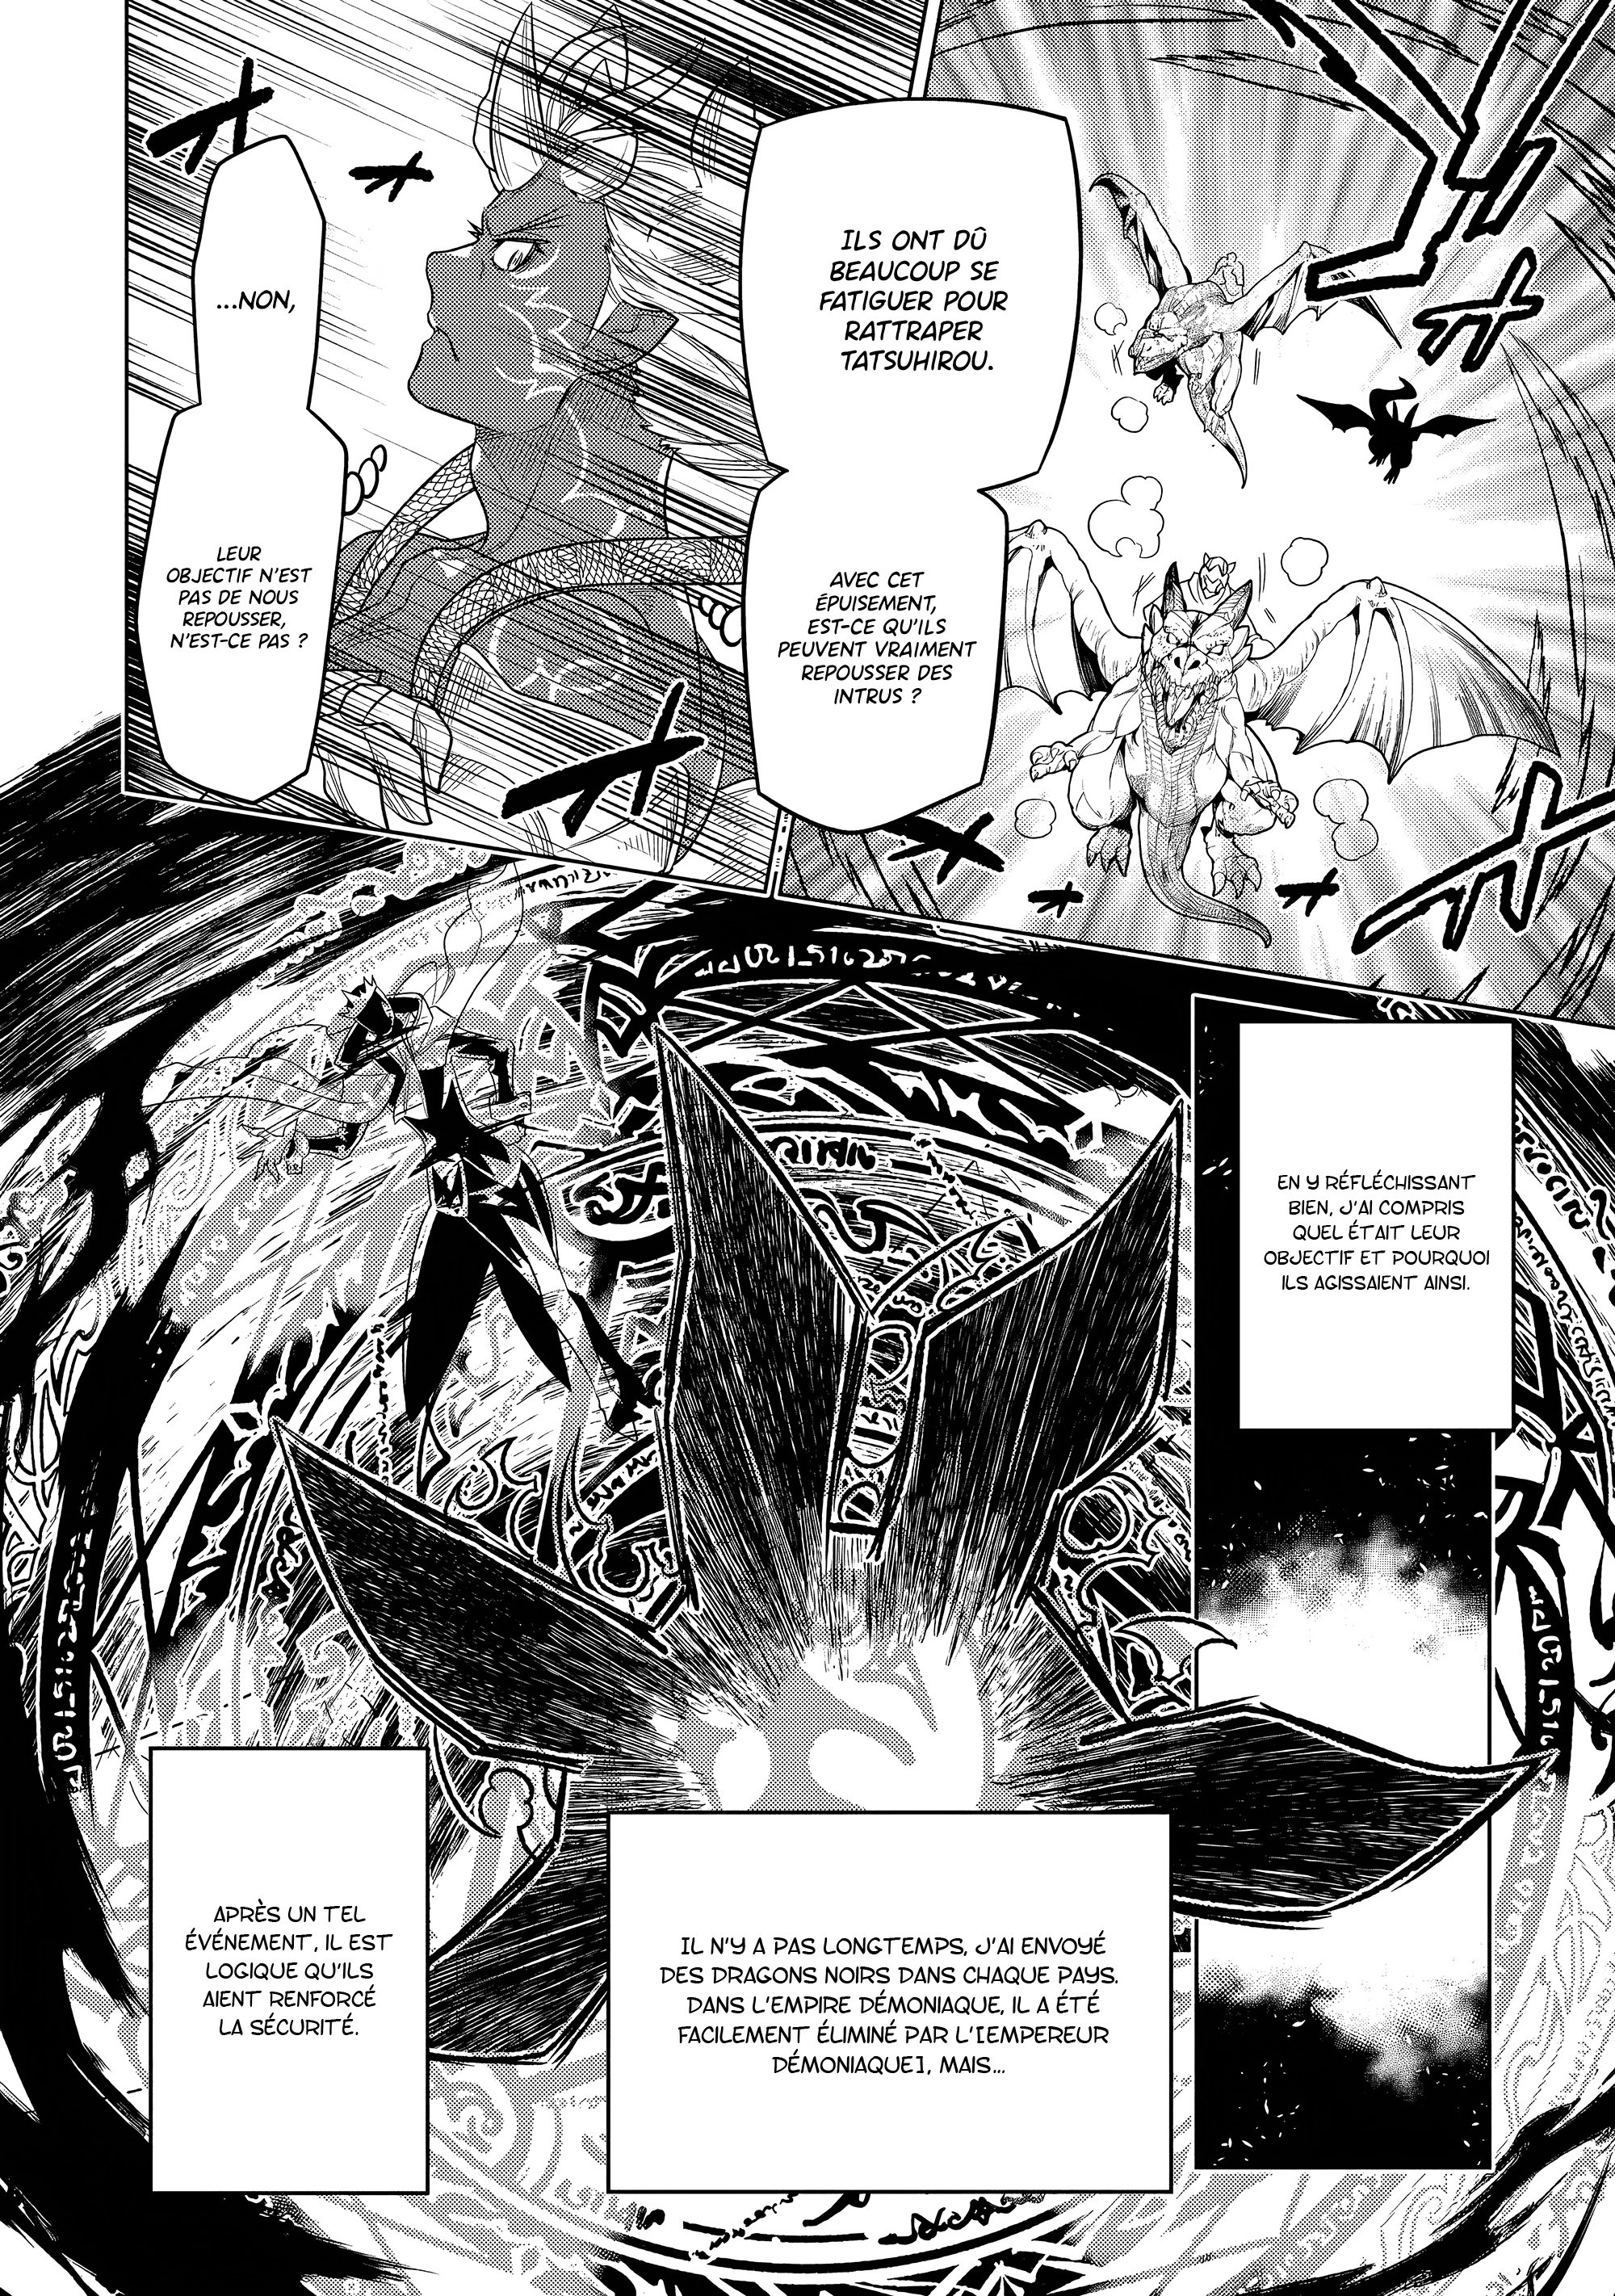 ILS ONT DÛ
BEAUCOUP SE
FATIGUER POUR
RATTRAPER
TATSUHIROU.
AVEC CET
ÉPUISEMENT,
EST-CE QU'ILS
PEUVENT VRAIMENT
REPOUSSER DES
INTRUS ?
...NON,
LEUR
OBJECTIF N'EST
PAS DE NOUS
REPOUSSER,
N'EST-CE PAS ?
EN Y RÉFLÉCHISSANT
BIEN, J'AI COMPRIS
QUEL ÉTAIT LEUR
OBJECTIF ET POURQUOI
ILS AGISSAIENT AINSI.
IL N'Y A PAS LONGTEMPS, J'AI ENVOYÉ
DES DRAGONS NOIRS DANS CHAQUE PAYS.
DANS L'EMPIRE DÉMONIAQUE, IL A ÉTÉ
FACILEMENT ÉLIMINÉ PAR L'[EMPEREUR
DÉMONIAQUE], MAIS...
APRÈS UN TEL
ÉVÉNEMENT, IL EST
LOGIQUE QU'ILS
AIENT RENFORCÉ
LA SÉCURITÉ.